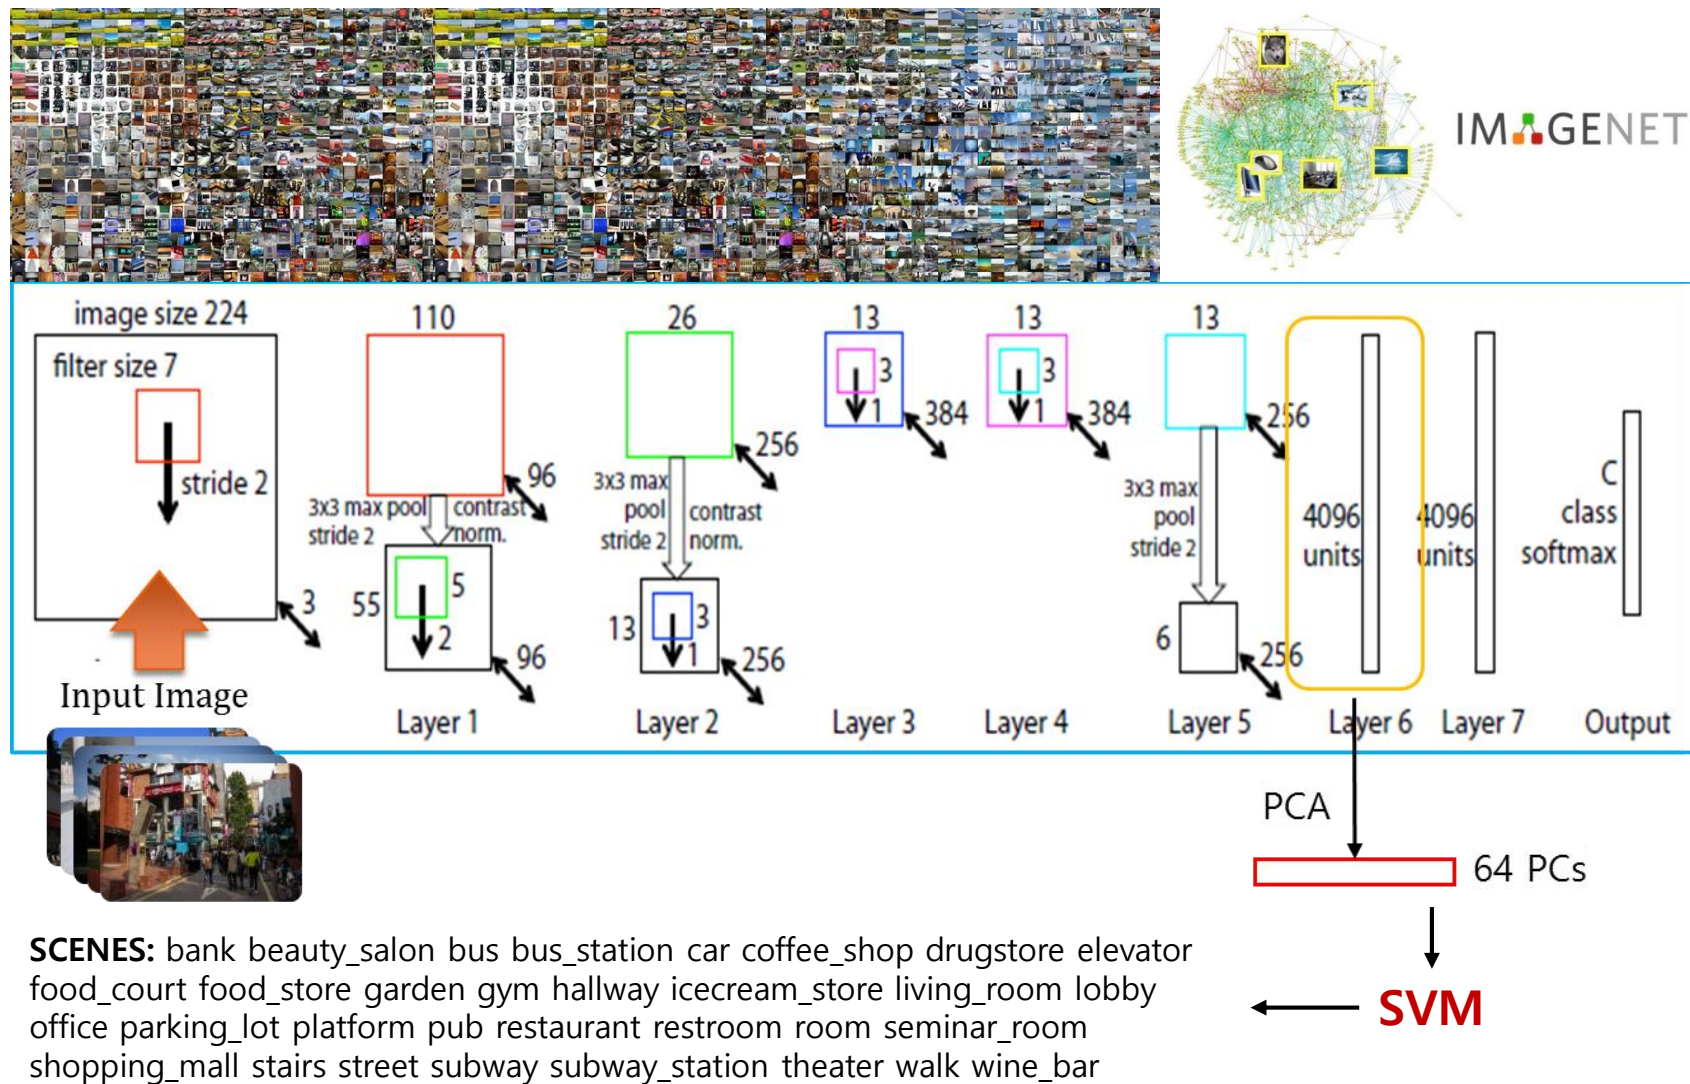 IMAGENET
image size 224
filter size 7
stride 2
3
Input Image
110
96
3x3 max pool
stride 2
contrast
norm.
55
5
2
96
Layer 1
26
256
3x3 max
pool
stride 2
contrast
norm.
13
3
1
256
Layer 2
13
3
1
384
Layer 3
13
3
1
384
Layer 4
13
256
3x3 max
pool
stride 2
6
256
Layer 5
4096
units
Layer 6
4096
units
Layer 7
C
class
softmax
Output
PCA
64 PCs
SVM
SCENES: bank beauty_salon bus bus_station car coffee_shop drugstore elevator
food_court food_store garden gym hallway icecream_store living_room lobby
office parking_lot platform pub restaurant restroom room seminar_room
shopping_mall stairs street subway subway_station theater walk wine_bar